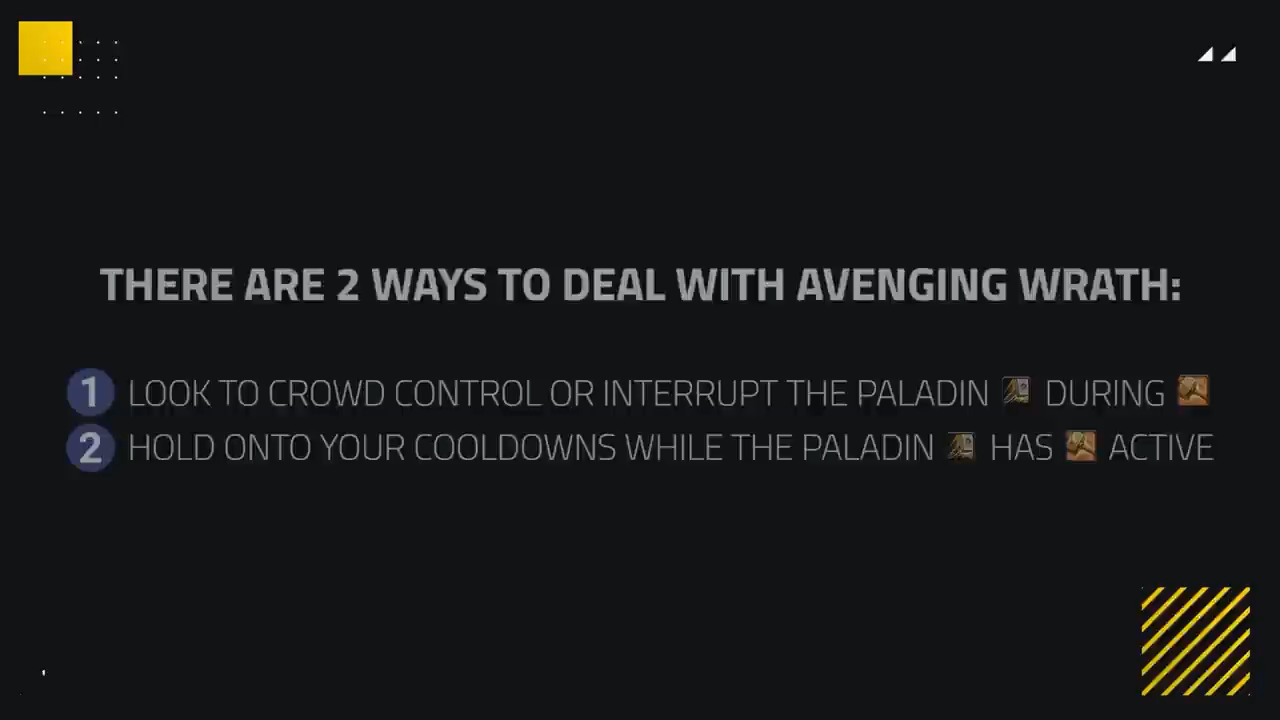 THERE ARE 2 WAYS TO DEAL WITH AVENGING WRATH:
1 LOOK TO CROWD CONTROL OR INTERRUPT THE PALADIN DURING
2 HOLD ONTO YOUR COOLDOWNS WHILE THE PALADIN HAS ACTIVE